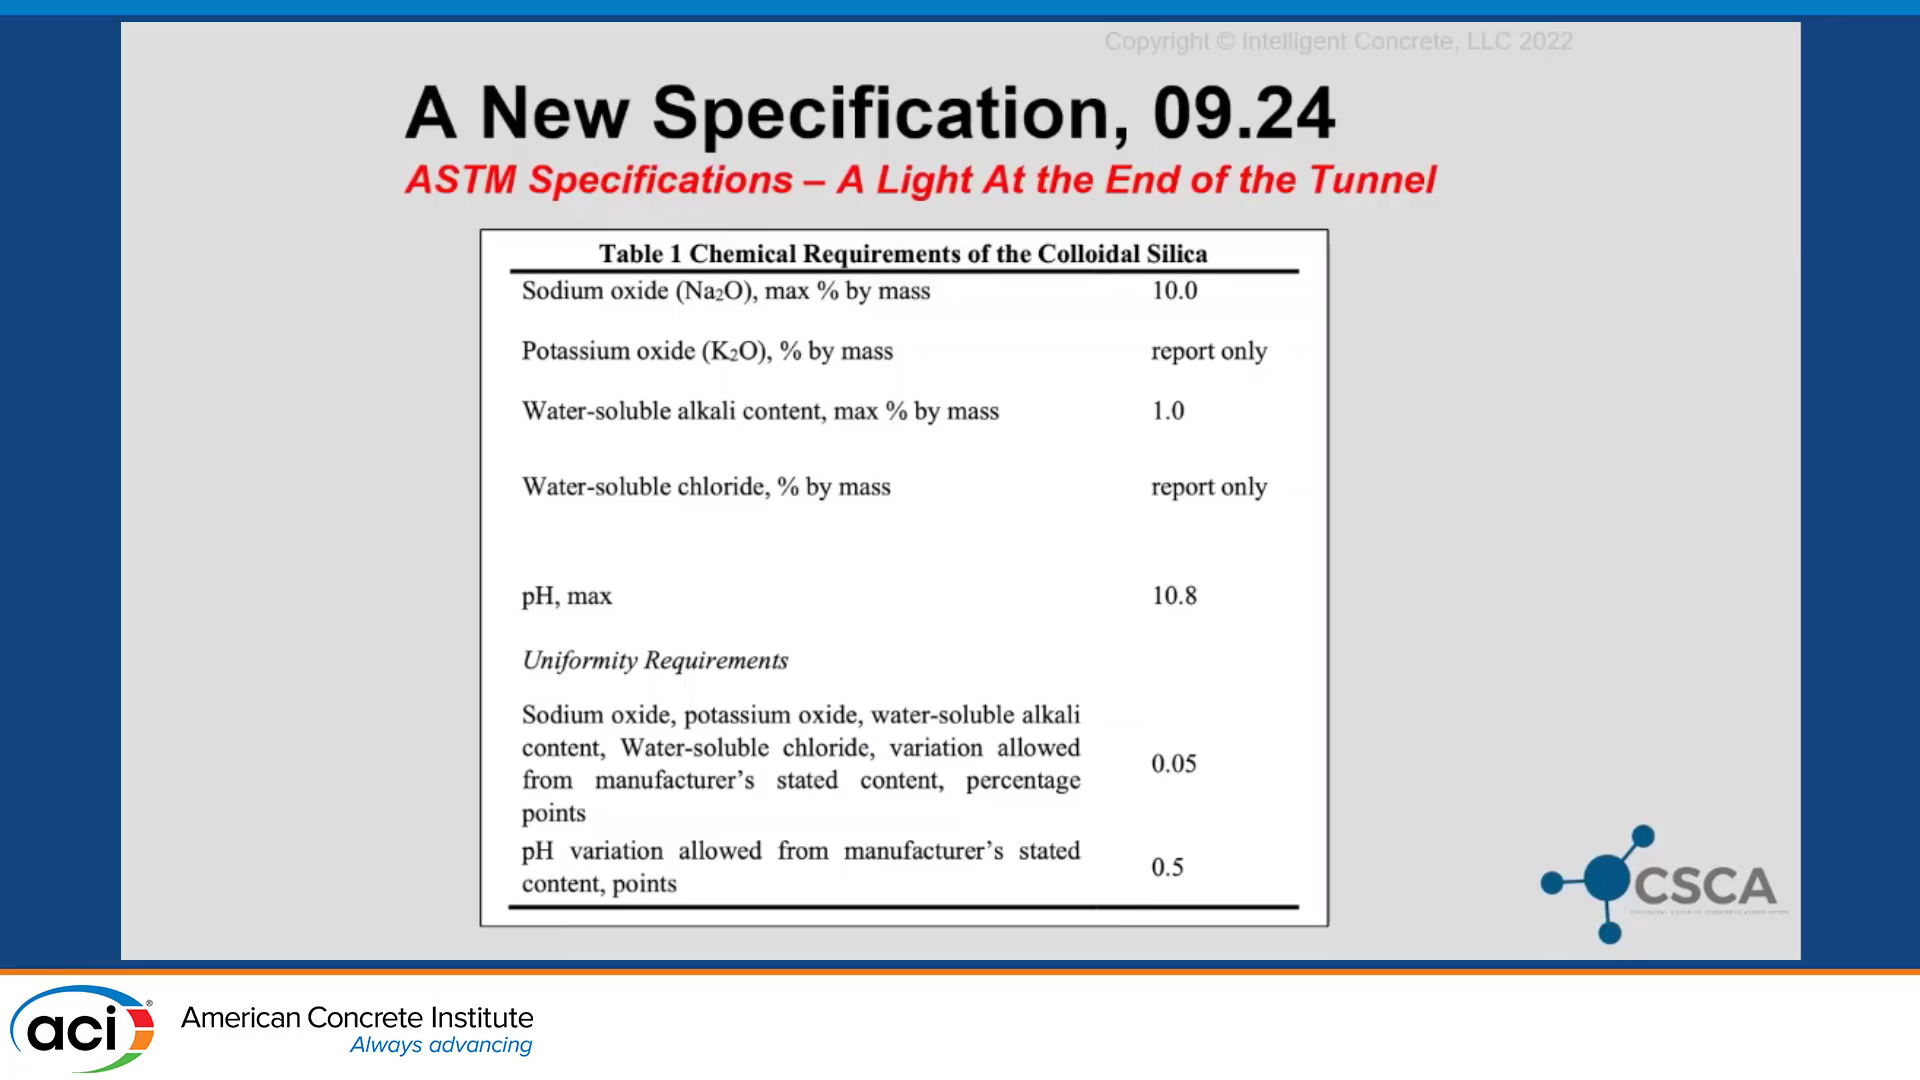 Copyright © Intelligent Concrete, LLC 2022
A New Specification, 09.24
ASTM Specifications – A Light At the End of the Tunnel
Table 1 Chemical Requirements of the Colloidal Silica
Sodium oxide (Na₂O), max % by mass 10.0
Potassium oxide (K₂O), % by mass report only
Water-soluble alkali content, max % by mass 1.0
Water-soluble chloride, % by mass report only
pH, max 10.8
Uniformity Requirements
Sodium oxide, potassium oxide, water-soluble alkali
content, Water-soluble chloride, variation allowed
from manufacturer's stated content, percentage
points
0.05
pH variation allowed from manufacturer's stated
content, points
0.5
CSCA
aci®
American Concrete Institute
Always advancing